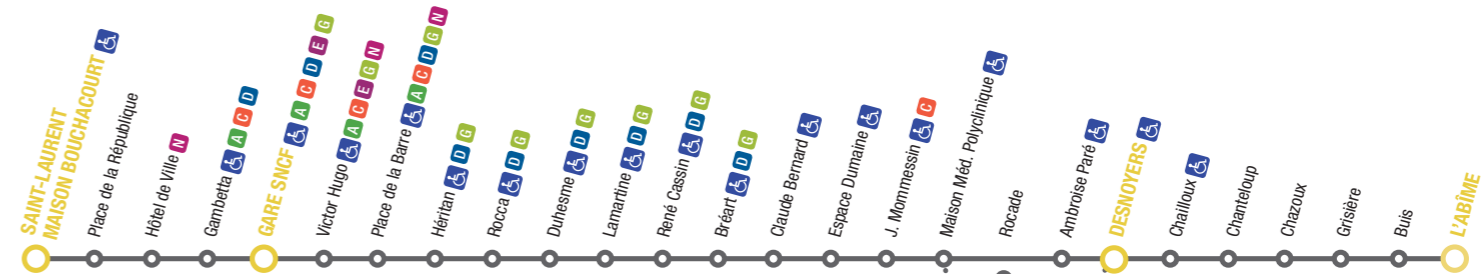 SAINT-LAURENT
MAISON BOUCHACOURT
Place de la République
Hôtel de Ville N
Gambetta A C D
GARE SNCF A C D E G
Victor Hugo A C E G N
Place de la Barre A C D G N
Héritan D G
Rocca D G
Duhesme D G
Lamartine D G
René Cassin D G
Bréart D G
Claude Bernard
Espace Dumaine
J. Mommessin C
Maison Méd. Polyclinique
Rocade
Ambroise Paré
DESNOYERS
Chailloux
Chanteloup
Chazoux
Grisière
Buis
L'ABÎME